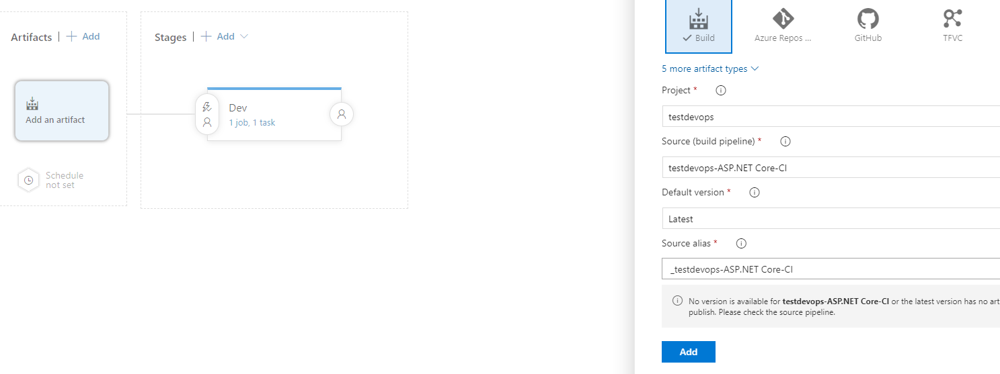 Artifacts | + Add
Stages | + Add
Add an artifact
Schedule
not set
Dev
1 job, 1 task
Build
Azure Repos ...
GitHub
TFVC
5 more artifact types
Project *
testdevops
Source (build pipeline) *
testdevops-ASP.NET Core-CI
Default version *
Latest
Source alias *
_testdevops-ASP.NET Core-CI
No version is available for testdevops-ASP.NET Core-CI or the latest version has no
publish. Please check the source pipeline.
Add